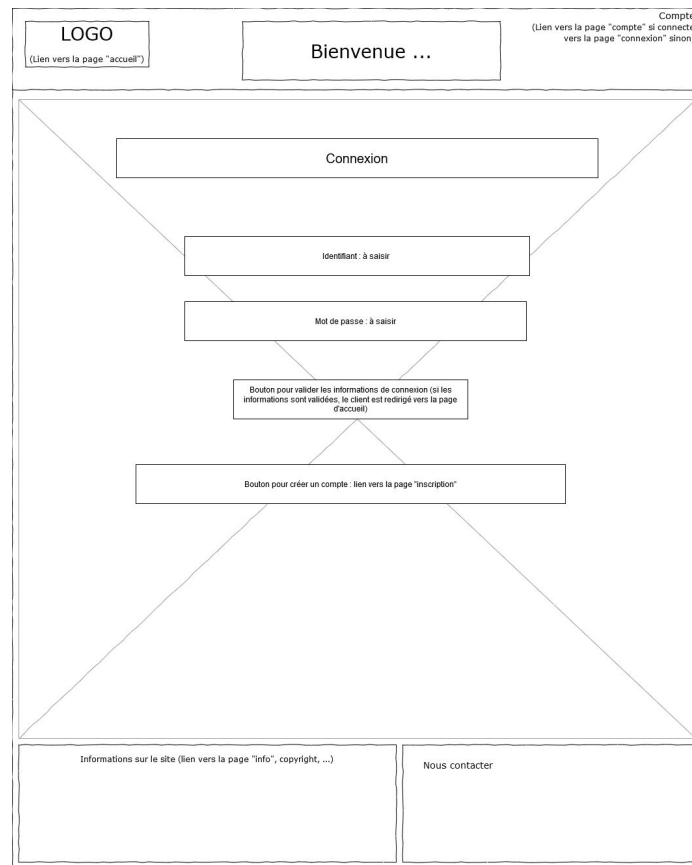 LOGO
(Lien vers la page "accueil")
Bienvenue ...
Compte
(Lien vers la page "compte" si connecte
vers la page "connexion" sinon
Connexion
Identifiant : à saisir
Mot de passe : à saisir
Bouton pour valider les informations de connexion (si les
informations sont validées, le client est redirigé vers la page
d'accueil)
Bouton pour créer un compte : lien vers la page "inscription"
Informations sur le site (lien vers la page "info", copyright, ...)
Nous contacter